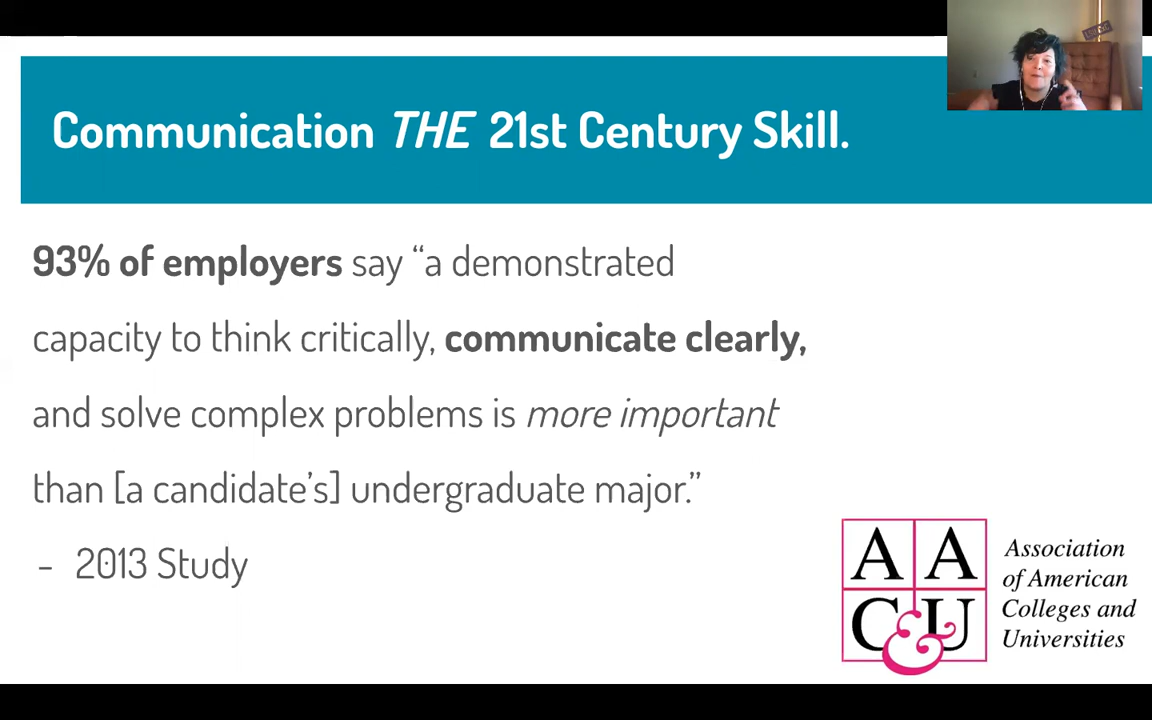 Communication THE 21st Century Skill.
93% of employers say “a demonstrated
capacity to think critically, communicate clearly,
and solve complex problems is more important
than [a candidate’s] undergraduate major.”
- 2013 Study
A A
C & U
Association
of American
Colleges and
Universities